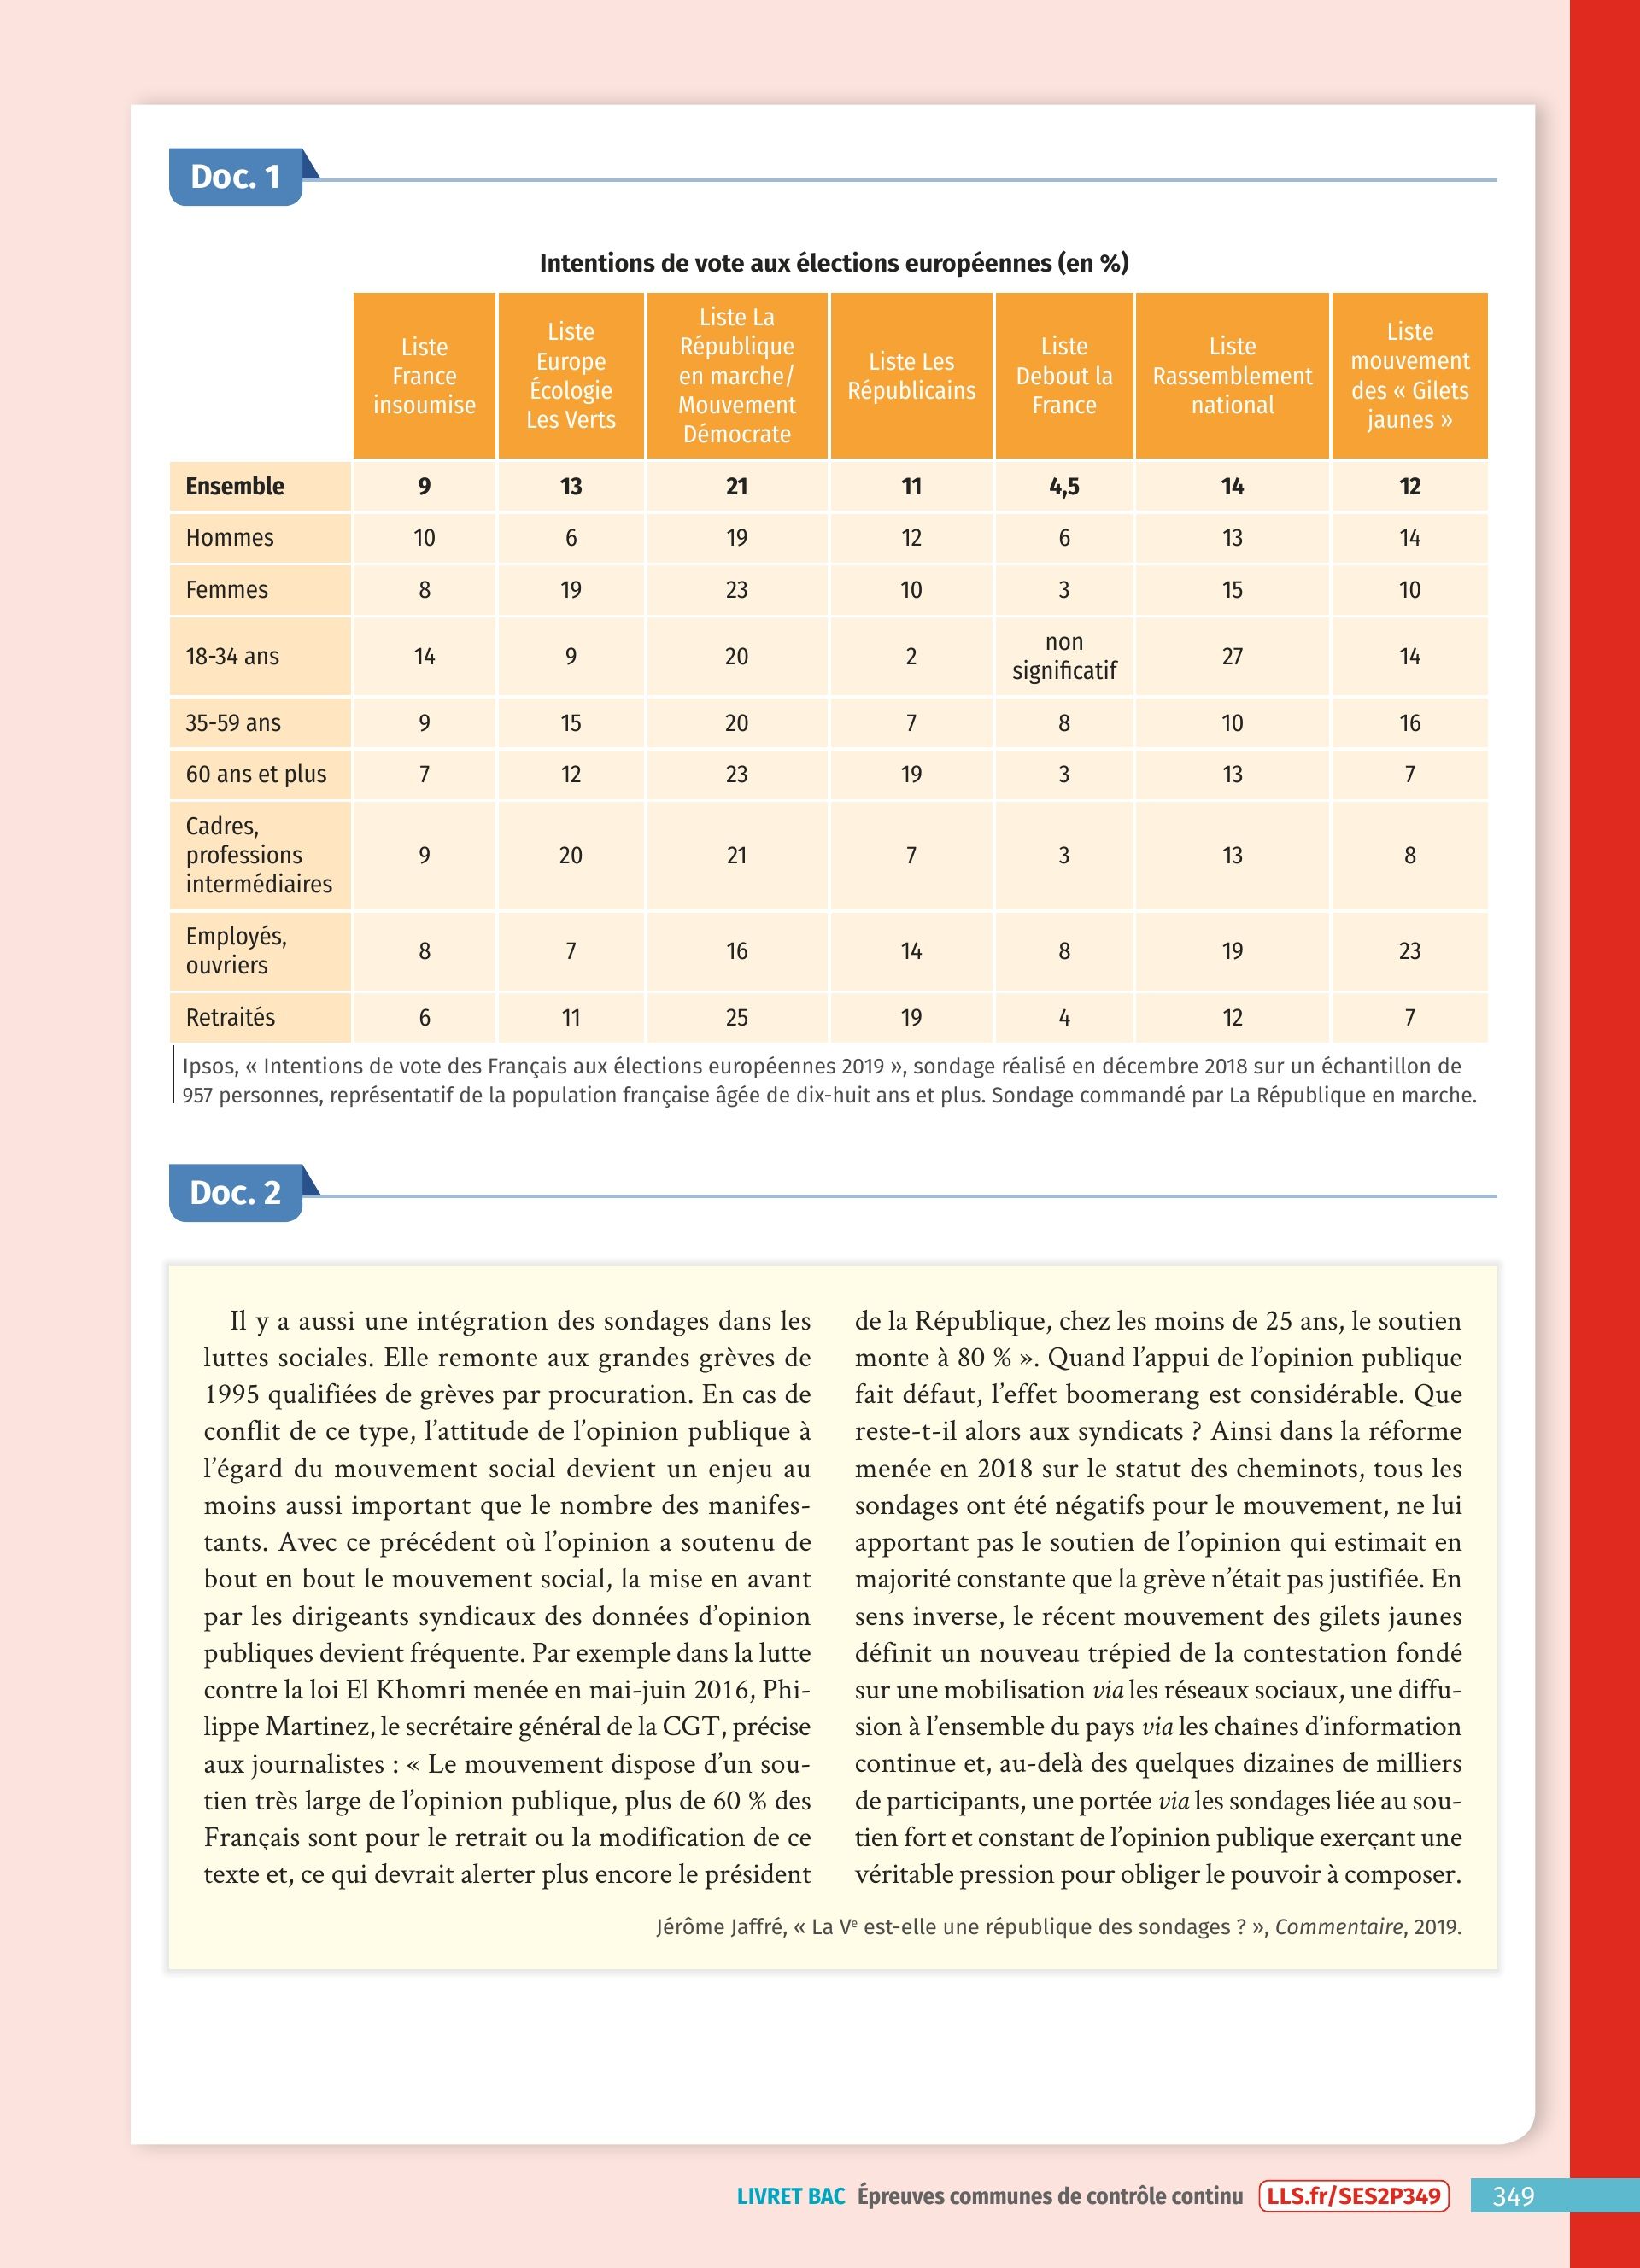 Doc. 1
Intentions de vote aux élections européennes (en %)
Liste
France
insoumise
Liste
Europe
Écologie
Les Verts
Liste La
République
en marche/
Mouvement
Démocrate
Liste Les
Républicains
Liste
Debout la
France
Liste
Rassemblement
national
Liste
mouvement
des « Gilets
jaunes »
Ensemble 9 13 21 11 4,5 14 12
Hommes 10 6 19 12 6 13 14
Femmes 8 19 23 10 3 15 10
18-34 ans 14 9 20 2 non
significatif 27 14
35-59 ans 9 15 20 7 8 10 16
60 ans et plus 7 12 23 19 3 13 7
Cadres,
professions
intermédiaires 9 20 21 7 3 13 8
Employés,
ouvriers 8 7 16 14 8 19 23
Retraités 6 11 25 19 4 12 7
Ipsos, « Intentions de vote des Français aux élections européennes 2019 », sondage réalisé en décembre 2018 sur un échantillon de
957 personnes, représentatif de la population française âgée de dix-huit ans et plus. Sondage commandé par La République en marche.
Doc. 2
Il y a aussi une intégration des sondages dans les
luttes sociales. Elle remonte aux grandes grèves de
1995 qualifiées de grèves par procuration. En cas de
conflit de ce type, l'attitude de l'opinion publique à
l'égard du mouvement social devient un enjeu au
moins aussi important que le nombre des manifes-
tants. Avec ce précédent où l'opinion a soutenu de
bout en bout le mouvement social, la mise en avant
par les dirigeants syndicaux des données d'opinion
publiques devient fréquente. Par exemple dans la lutte
contre la loi El Khomri menée en mai-juin 2016, Phi-
lippe Martinez, le secrétaire général de la CGT, précise
aux journalistes : « Le mouvement dispose d'un sou-
tien très large de l'opinion publique, plus de 60 % des
Français sont pour le retrait ou la modification de ce
texte et, ce qui devrait alerter plus encore le président
de la République, chez les moins de 25 ans, le soutien
monte à 80 % ». Quand l'appui de l'opinion publique
fait défaut, l'effet boomerang est considérable. Que
reste-t-il alors aux syndicats ? Ainsi dans la réforme
menée en 2018 sur le statut des cheminots, tous les
sondages ont été négatifs pour le mouvement, ne lui
apportant pas le soutien de l'opinion qui estimait en
majorité constante que la grève n'était pas justifiée. En
sens inverse, le récent mouvement des gilets jaunes
définit un nouveau trépied de la contestation fondé
sur une mobilisation via les réseaux sociaux, une diffu-
sion à l'ensemble du pays via les chaînes d'information
continue et, au-delà des quelques dizaines de milliers
de participants, une portée via les sondages liée au sou-
tien fort et constant de l'opinion publique exerçant une
véritable pression pour obliger le pouvoir à composer.
Jérôme Jaffré, « La Ve est-elle une république des sondages ? », Commentaire, 2019.
LIVRET BAC Épreuves communes de contrôle continu LLS.fr/SES2P349 349